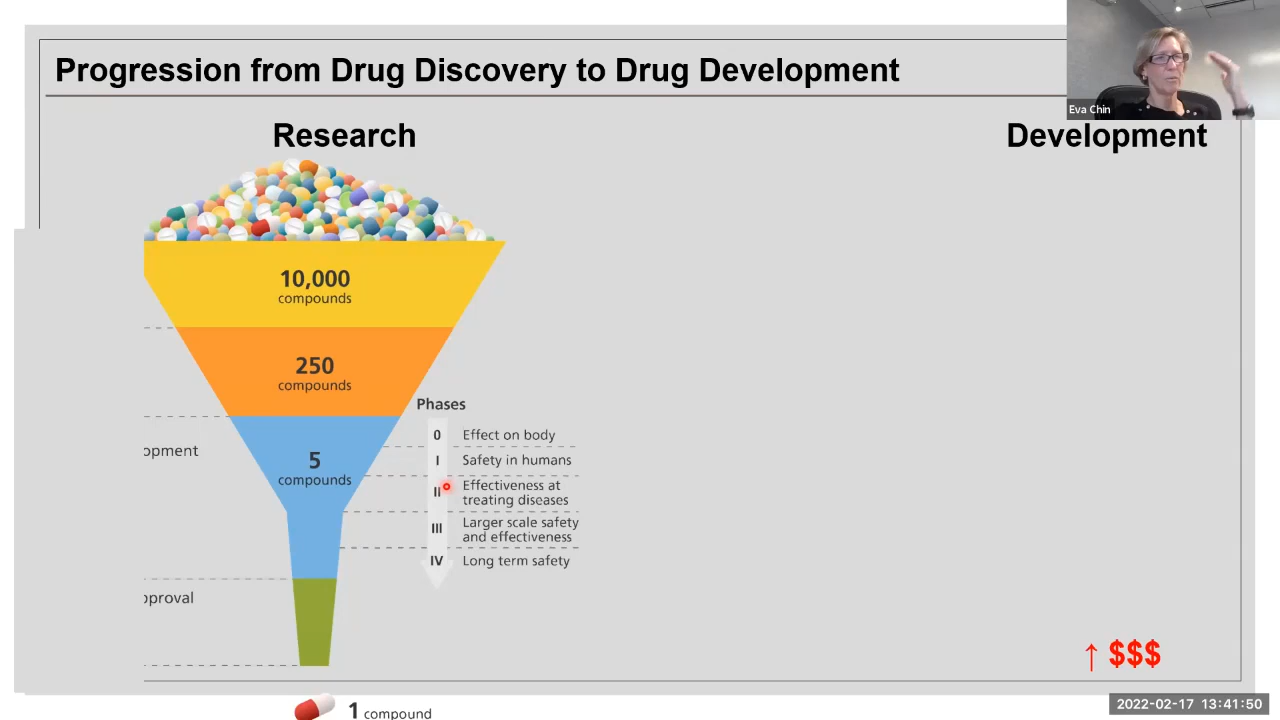 Progression from Drug Discovery to Drug Development
Eva Chin
Research
Development
10,000
compounds
250
compounds
Phases
0 Effect on body
I Safety in humans
II Effectiveness at
treating diseases
III Larger scale safety
and effectiveness
IV Long term safety
opment
5
compounds
pproval
↑ $$$
1 compound
2022-02-17 13:41:50